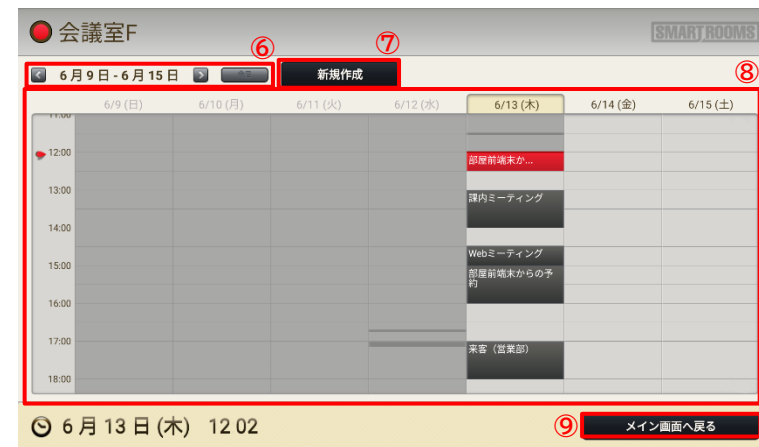 会議室F
SMART ROOMS
⑥
⑦
6月9日-6月15日
新規作成
⑧
6/9 (日) 6/10 (月) 6/11 (火) 6/12 (水) 6/13 (木) 6/14 (金) 6/15 (土)
11:00
12:00
部屋前端末か...
13:00
課内ミーティング
14:00
Webミーティング
15:00
部屋前端末からの予
約
16:00
17:00
来客（営業部）
18:00
6月13日(木) 12 02
⑨
メイン画面へ戻る